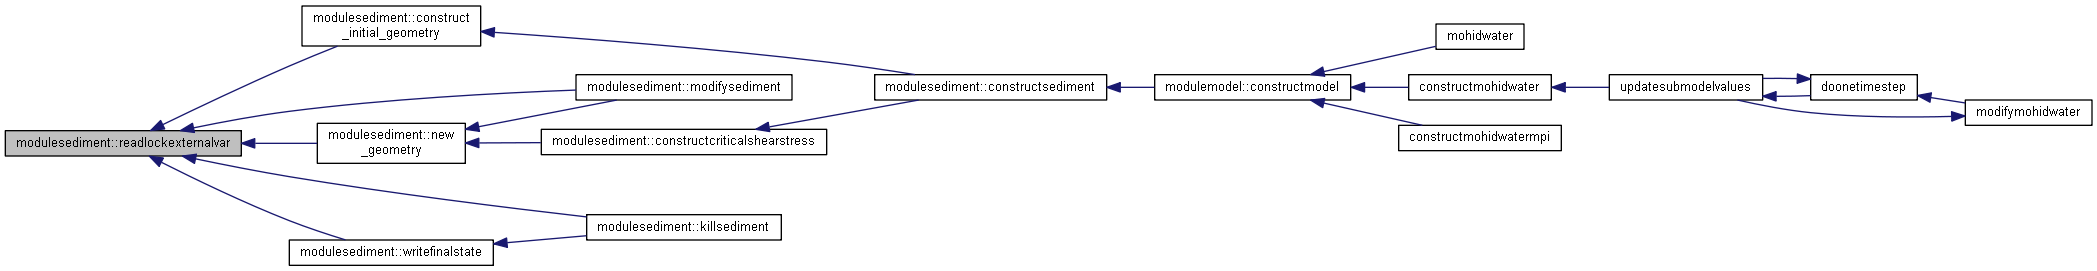 modulesediment::construct
_initial_geometry
mohidwater
modulesediment::modifysediment
modulesediment::constructsediment
modulemodel::constructmodel
constructmohidwater
updatesubmodelvalues
doonetimestep
modifymohidwater
modulesediment::readlockexternalvar
modulesediment::new
_geometry
modulesediment::constructcriticalshearstress
constructmohidwatermpi
modulesediment::killsediment
modulesediment::writefinalstate